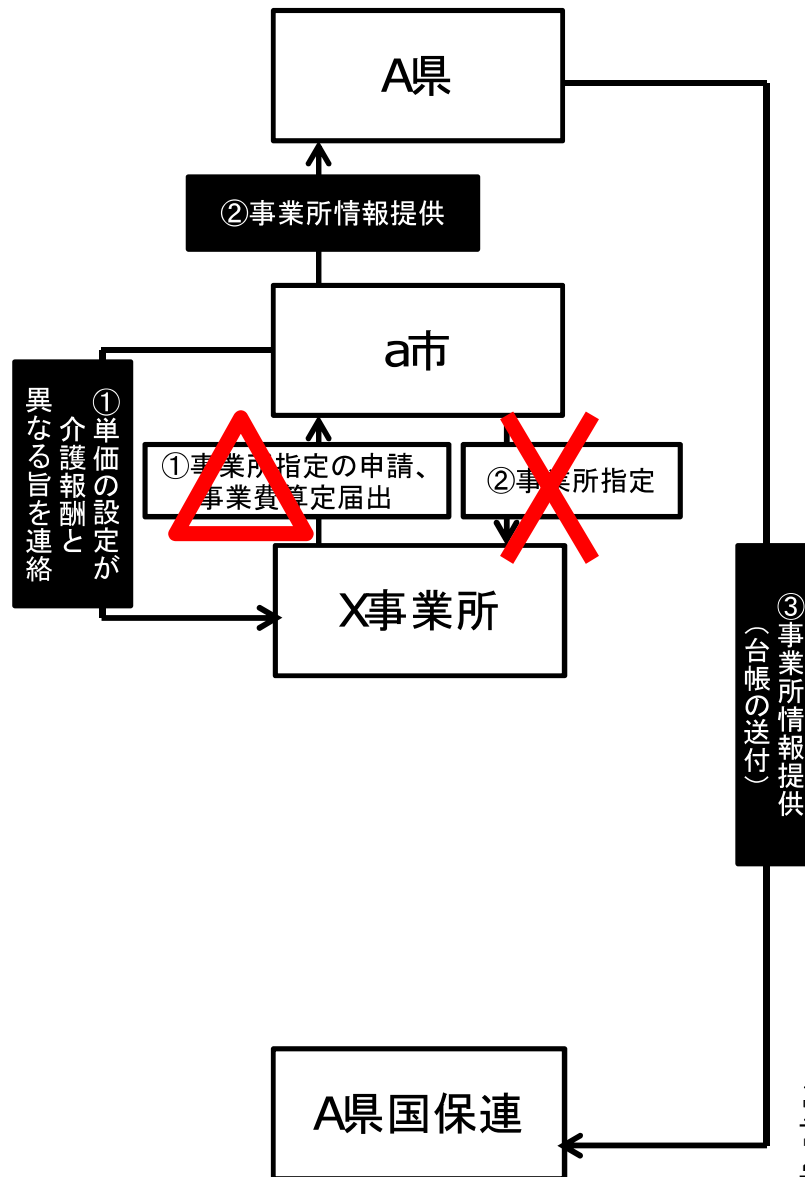 A県
②事業所情報提供
a市
①単価の設定が
介護報酬と
異なる旨を連絡
①事業所指定の申請、
事業費算定届出
②事業所指定
X事業所
③事業所情報提供
（台帳の送付）
A県国保連